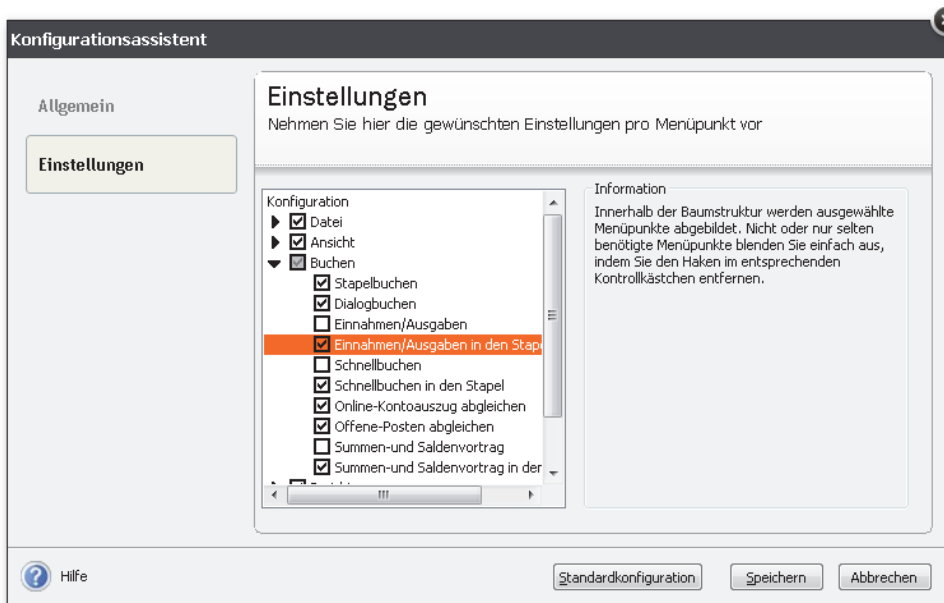 Konfigurationsassistent
Allgemein
Einstellungen
Einstellungen
Nehmen Sie hier die gewünschten Einstellungen pro Menüpunkt vor
Konfiguration
Datei
Ansicht
Buchen
Stapelbuchen
Dialogbuchen
Einnahmen/Ausgaben
Einnahmen/Ausgaben in den Stap
Schnellbuchen
Schnellbuchen in den Stapel
Online-Kontoauszug abgleichen
Offene-Posten abgleichen
Summen-und Saldenvortrag
Summen-und Saldenvortrag in der
Information
Innerhalb der Baumstruktur werden ausgewählte
Menüpunkte abgebildet. Nicht oder nur selten
benötigte Menüpunkte blenden Sie einfach aus,
indem Sie den Haken im entsprechenden
Kontrollkästchen entfernen.
Hilfe
Standardkonfiguration
Speichern
Abbrechen